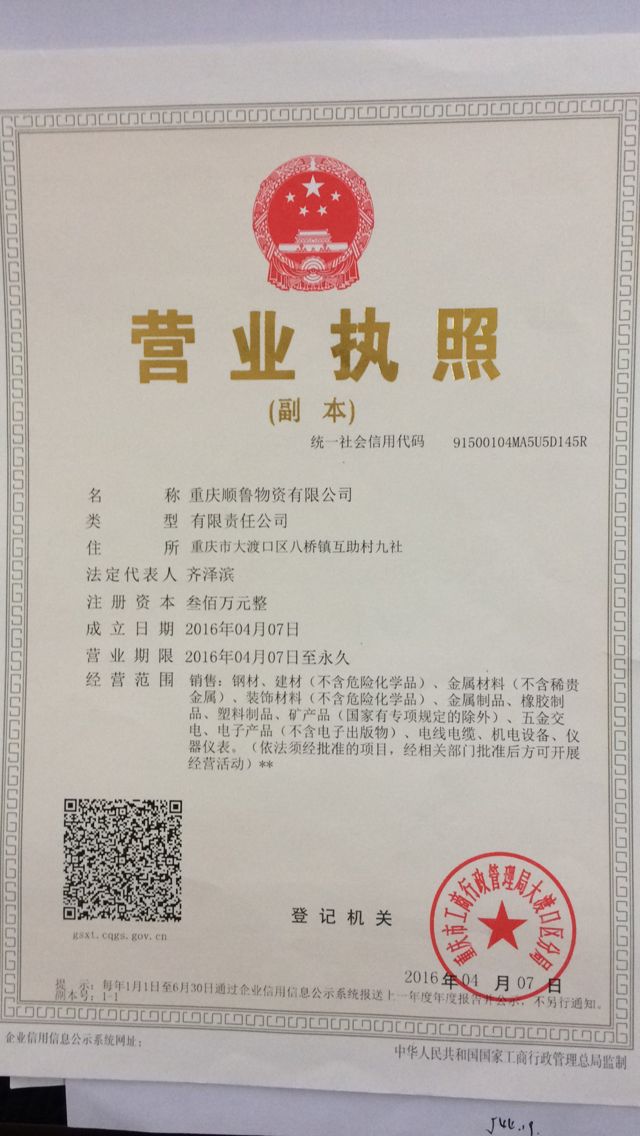 营业执照
(副 本)
统一社会信用代码 91500104MA5U5D145R
名 称 重庆顺鲁物资有限公司
类 型 有限责任公司
住 所 重庆市大渡口区八桥镇互助村九社
法定代表人 齐泽滨
注册资本 叁佰万元整
成立日期 2016年04月07日
营业期限 2016年04月07日至永久
经营范围 销售：钢材、建材（不含危险化学品）、金属材料（不含稀贵
金属）、装饰材料（不含危险化学品）、金属制品、橡胶制
品、塑料制品、矿产品（国家有专项规定的除外）、五金交
电、电子产品（不含电子出版物）、电线电缆、机电设备、仪
器仪表。（依法须经批准的项目，经相关部门批准后方可开展
经营活动）**
gsxt.cqgs.gov.cn
登记机关
重庆市工商行政管理局大渡口区分局
2016年04月07日
提 示：每年1月1日至6月30日通过企业信用信息公示系统报送上一年度年度报告并公示，不另行通知。
副本号：1-1
企业信用信息公示系统网址：
中华人民共和国国家工商行政管理总局监制